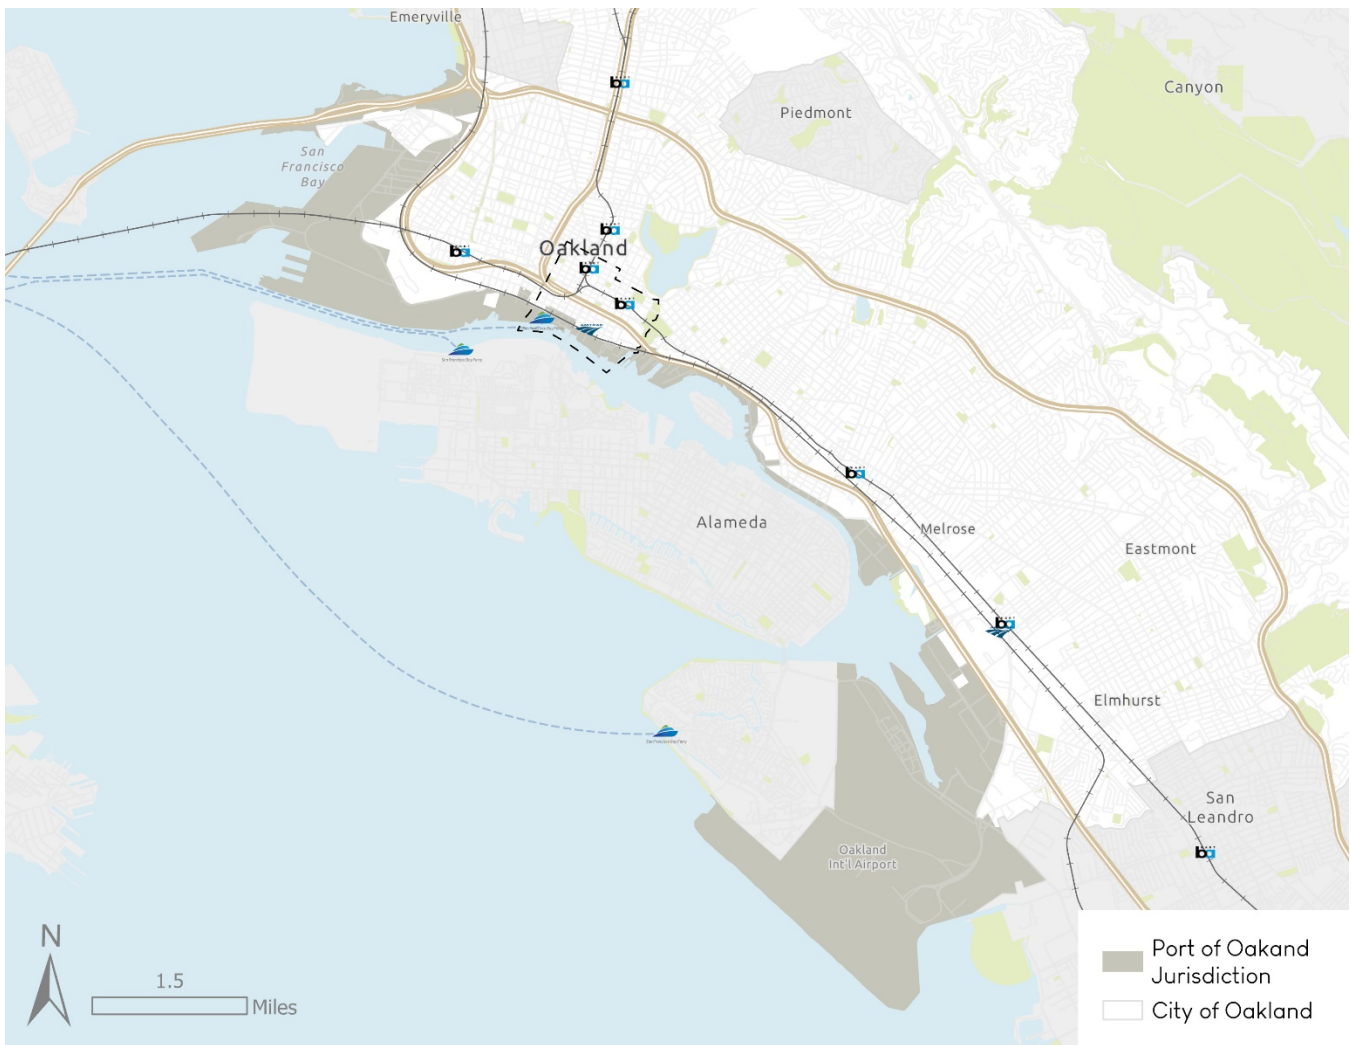 Emeryville
Canyon
Piedmont
San
Francisco
Bay
Oakland
Alameda
Melrose
Eastmont
Elmhurst
San
Leandro
Oakland
Int'l Airport
N
1.5
Miles
Port of Oakand
Jurisdiction
City of Oakland